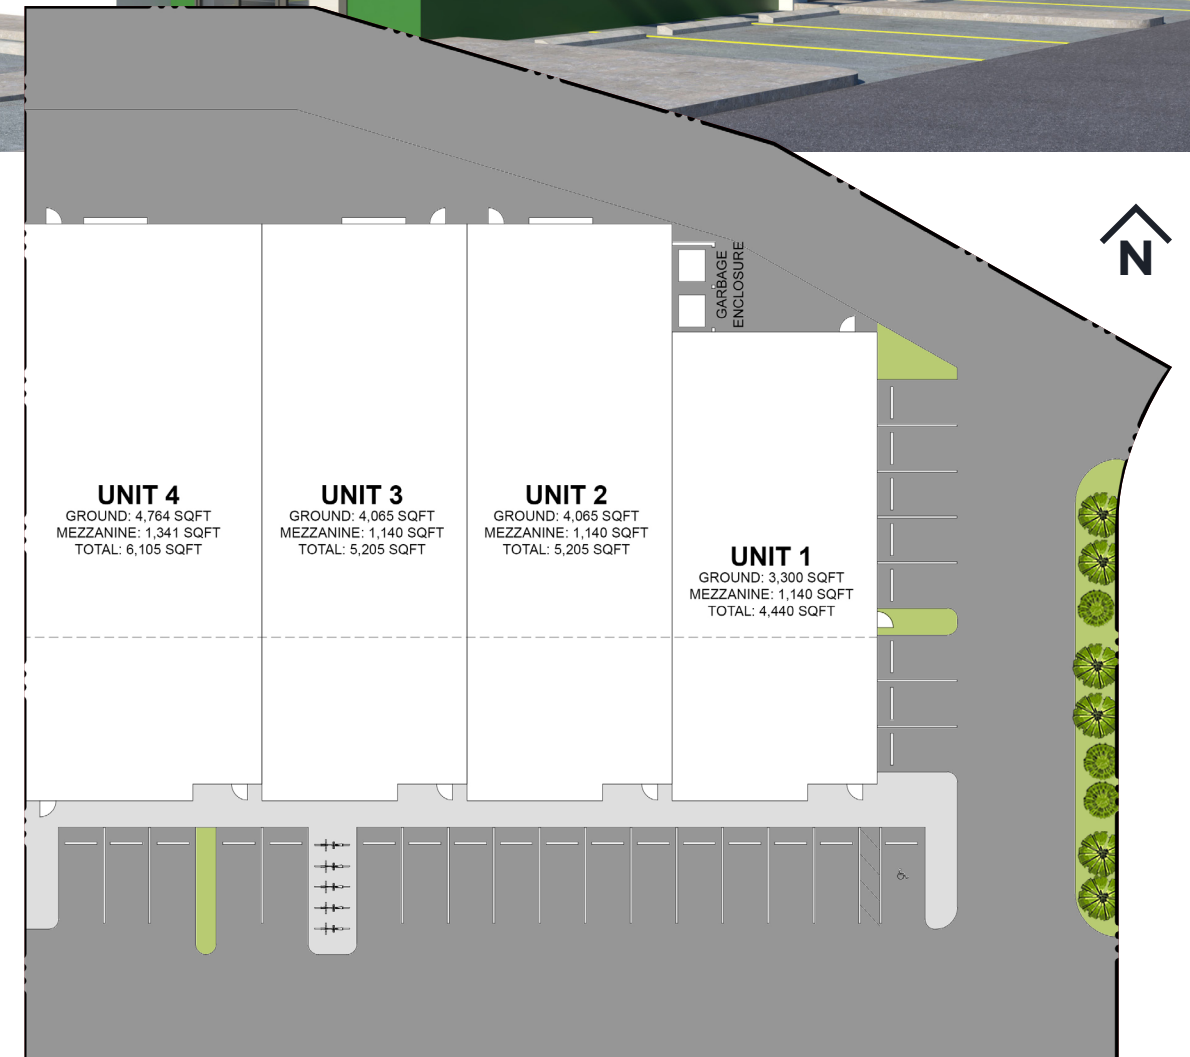 N
GARBAGE
ENCLOSURE
UNIT 4
GROUND: 4,764 SQFT
MEZZANINE: 1,341 SQFT
TOTAL: 6,105 SQFT
UNIT 3
GROUND: 4,065 SQFT
MEZZANINE: 1,140 SQFT
TOTAL: 5,205 SQFT
UNIT 2
GROUND: 4,065 SQFT
MEZZANINE: 1,140 SQFT
TOTAL: 5,205 SQFT
UNIT 1
GROUND: 3,300 SQFT
MEZZANINE: 1,140 SQFT
TOTAL: 4,440 SQFT